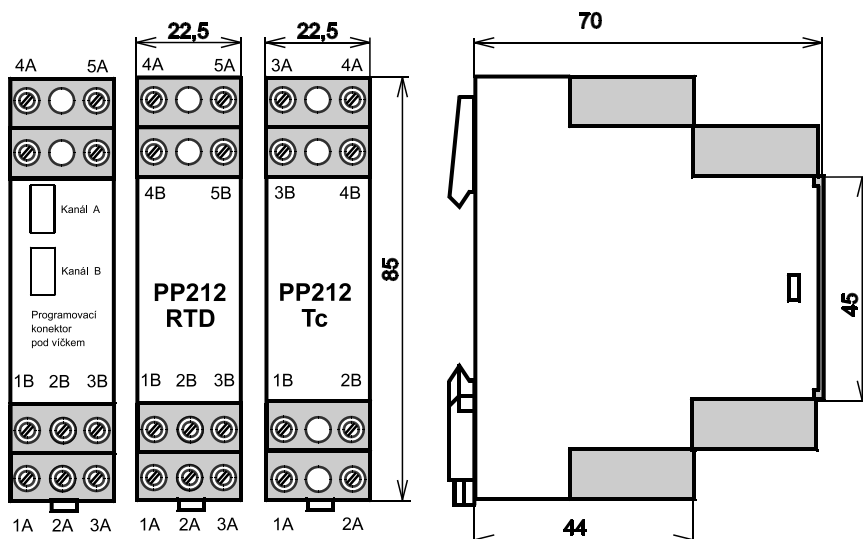 22,5 22,5 70
4A 5A 4A 5A 3A 4A
4B 5B 3B 4B
Kanál A
Kanál B
PP212
RTD
PP212
Tc
85
45
Programovací
konektor
pod víčkem
1B 2B 3B 1B 2B 3B 1B 2B
1A 2A 3A 1A 2A 3A 1A 2A
44